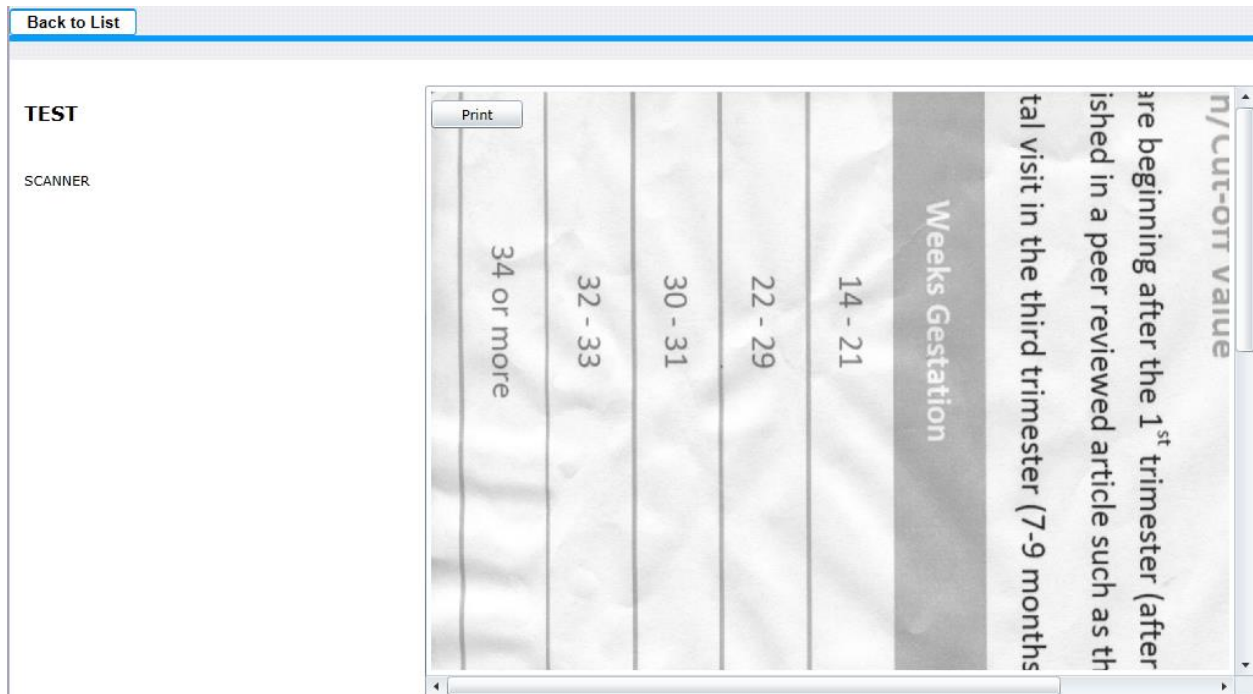 Back to List
TEST
SCANNER
Print
n/Cut-off value
are beginning after the 1st trimester (after
ished in a peer reviewed article such as th
tal visit in the third trimester (7-9 months
Weeks Gestation
14 - 21
22 - 29
30 - 31
32 - 33
34 or more